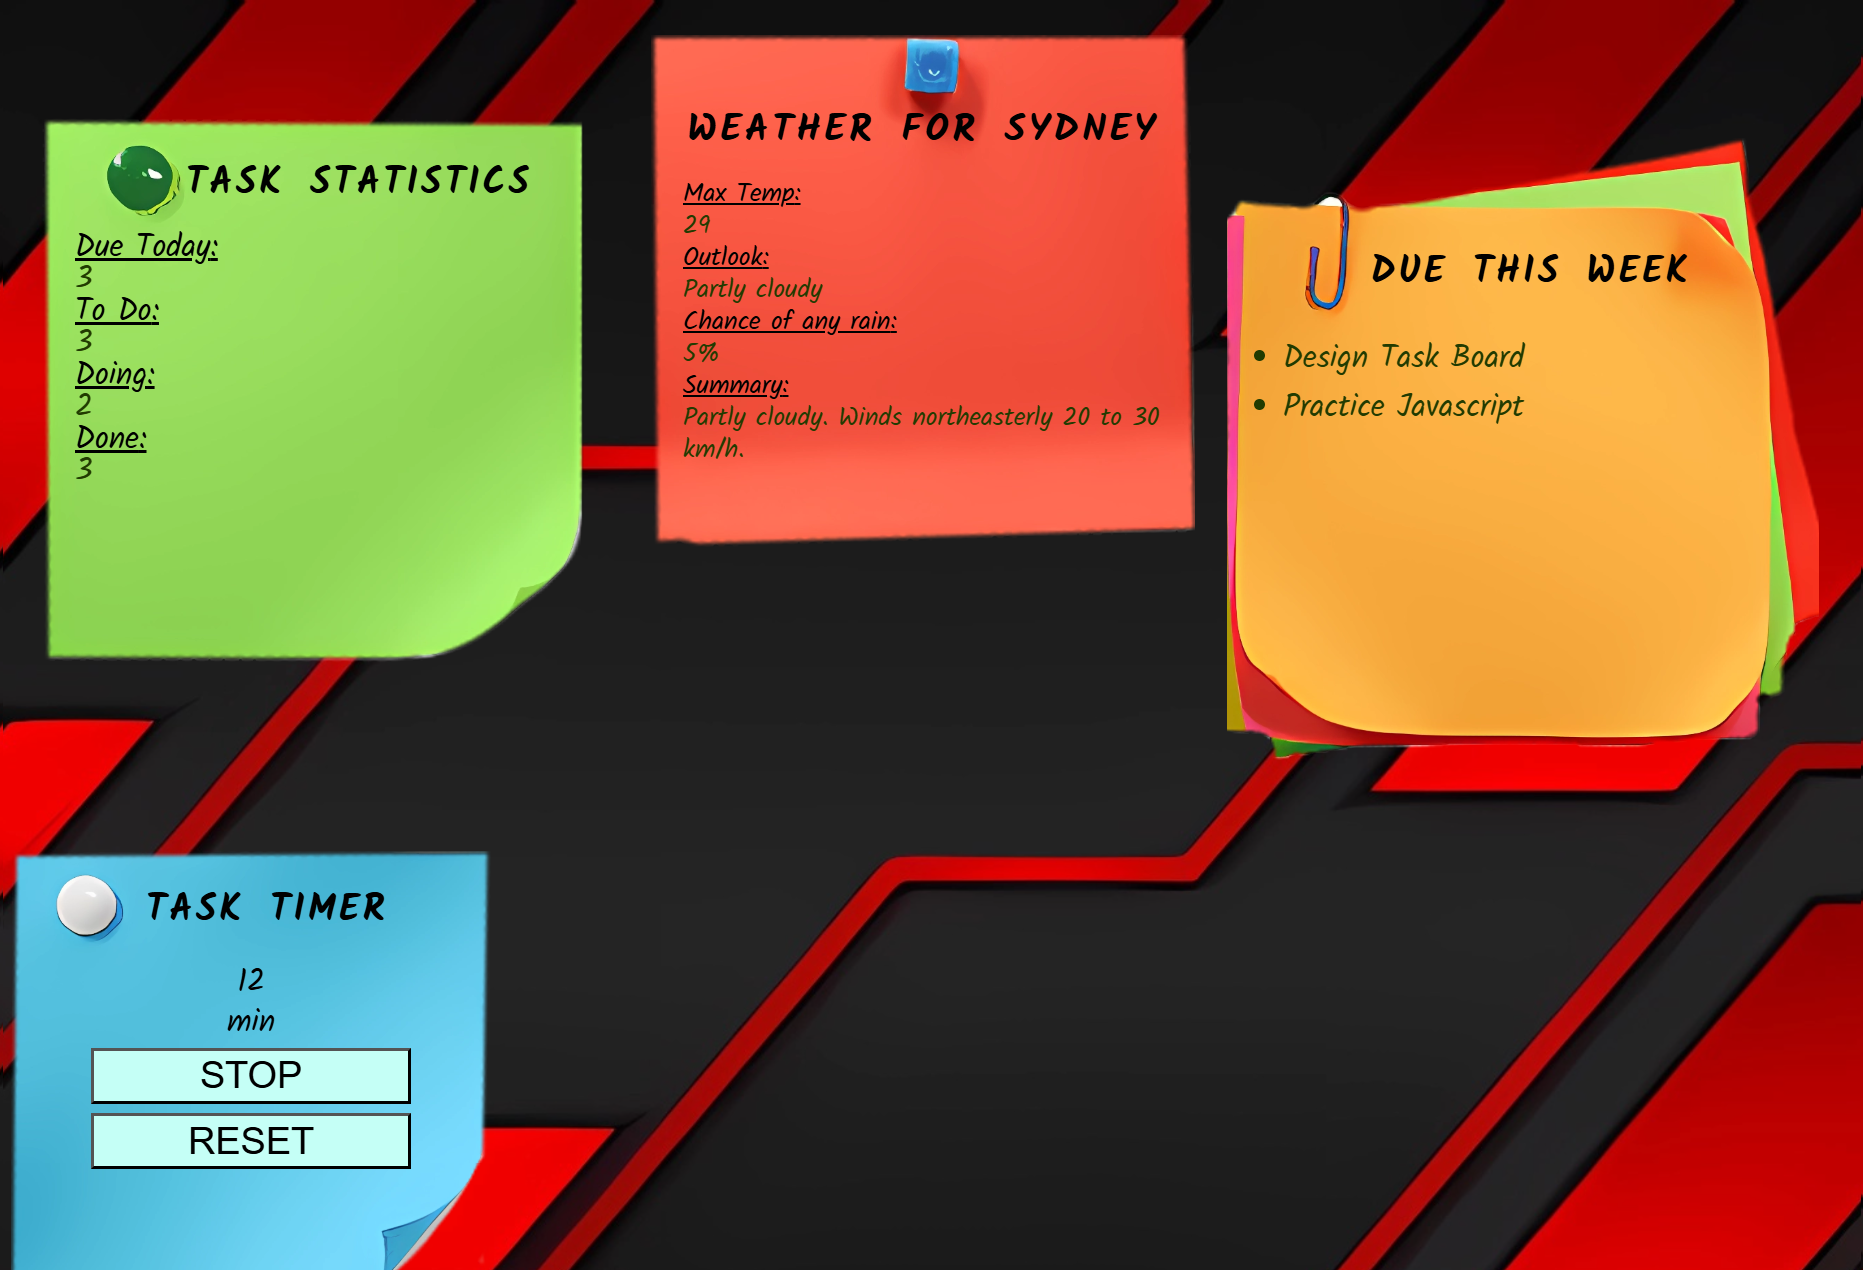 TASK STATISTICS
Due Today:
3
To Do:
3
Doing:
2
Done:
3
WEATHER FOR SYDNEY
Max Temp:
29
Outlook:
Partly cloudy
Chance of any rain:
5%
Summary:
Partly cloudy. Winds northeasterly 20 to 30
km/h.
DUE THIS WEEK
• Design Task Board
• Practice Javascript
TASK TIMER
12
min
STOP
RESET